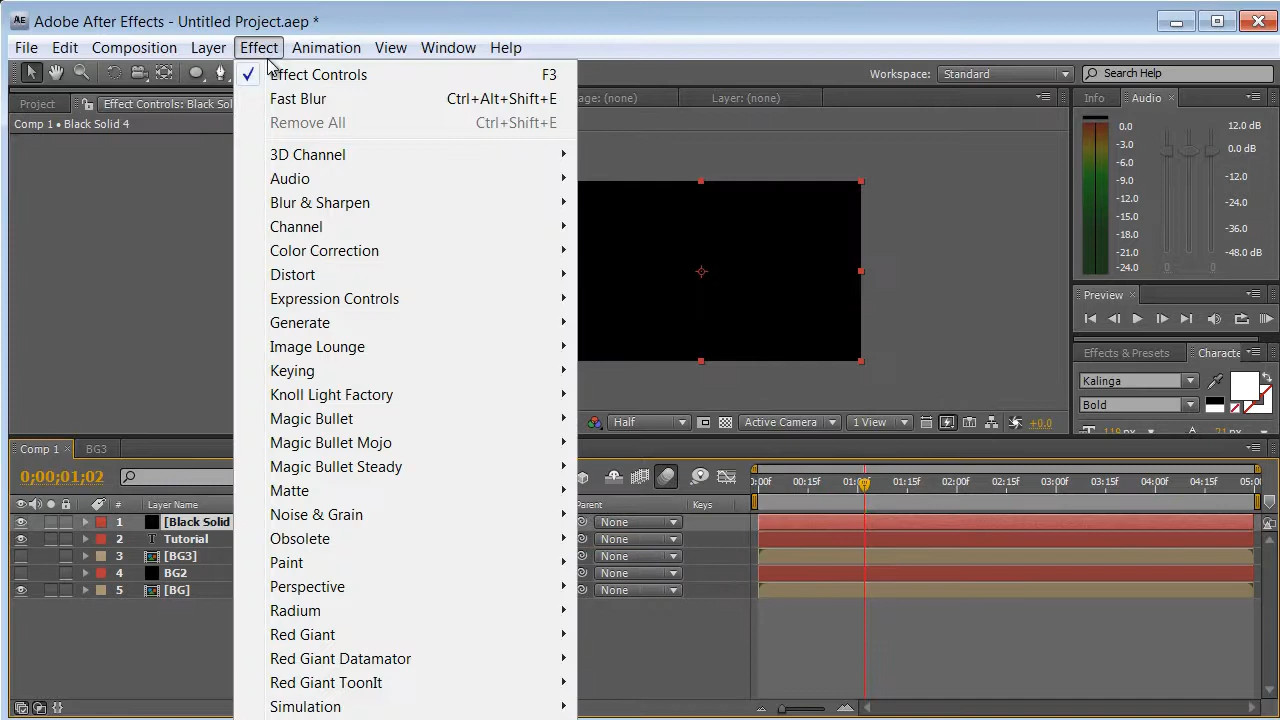 AE Adobe After Effects - Untitled Project.aep *
File Edit Composition Layer Effect Animation View Window Help
Workspace: Standard Search Help
Effect Controls F3
Fast Blur Ctrl+Alt+Shift+E
Remove All Ctrl+Shift+E
3D Channel
Audio
Blur & Sharpen
Channel
Color Correction
Distort
Expression Controls
Generate
Image Lounge
Keying
Knoll Light Factory
Magic Bullet
Magic Bullet Mojo
Magic Bullet Steady
Matte
Noise & Grain
Obsolete
Paint
Perspective
Radium
Red Giant
Red Giant Datamator
Red Giant ToonIt
Simulation
Project Effect Controls: Black Sol
Comp 1 • Black Solid 4
age: (none) Layer: (none)
Info Audio
0.0 12.0 dB
-3.0 0.0 dB
-6.0
-9.0 -12.0
-12.0 -24.0
-15.0
-18.0 -36.0
-21.0 -48.0 dB
-24.0 0 0
Preview
Effects & Presets Characte
Kalinga
Bold
Half Active Camera 1 View +0.0
Comp 1 BG3
0;00;01;02
# Layer Name Parent Keys
:00f 00:15f 01:00f 01:15f 02:00f 02:15f 03:00f 03:15f 04:00f 04:15f 05:0
1 [Black Solid None
2 T Tutorial None
3 [BG3] None
4 BG2 None
5 [BG] None